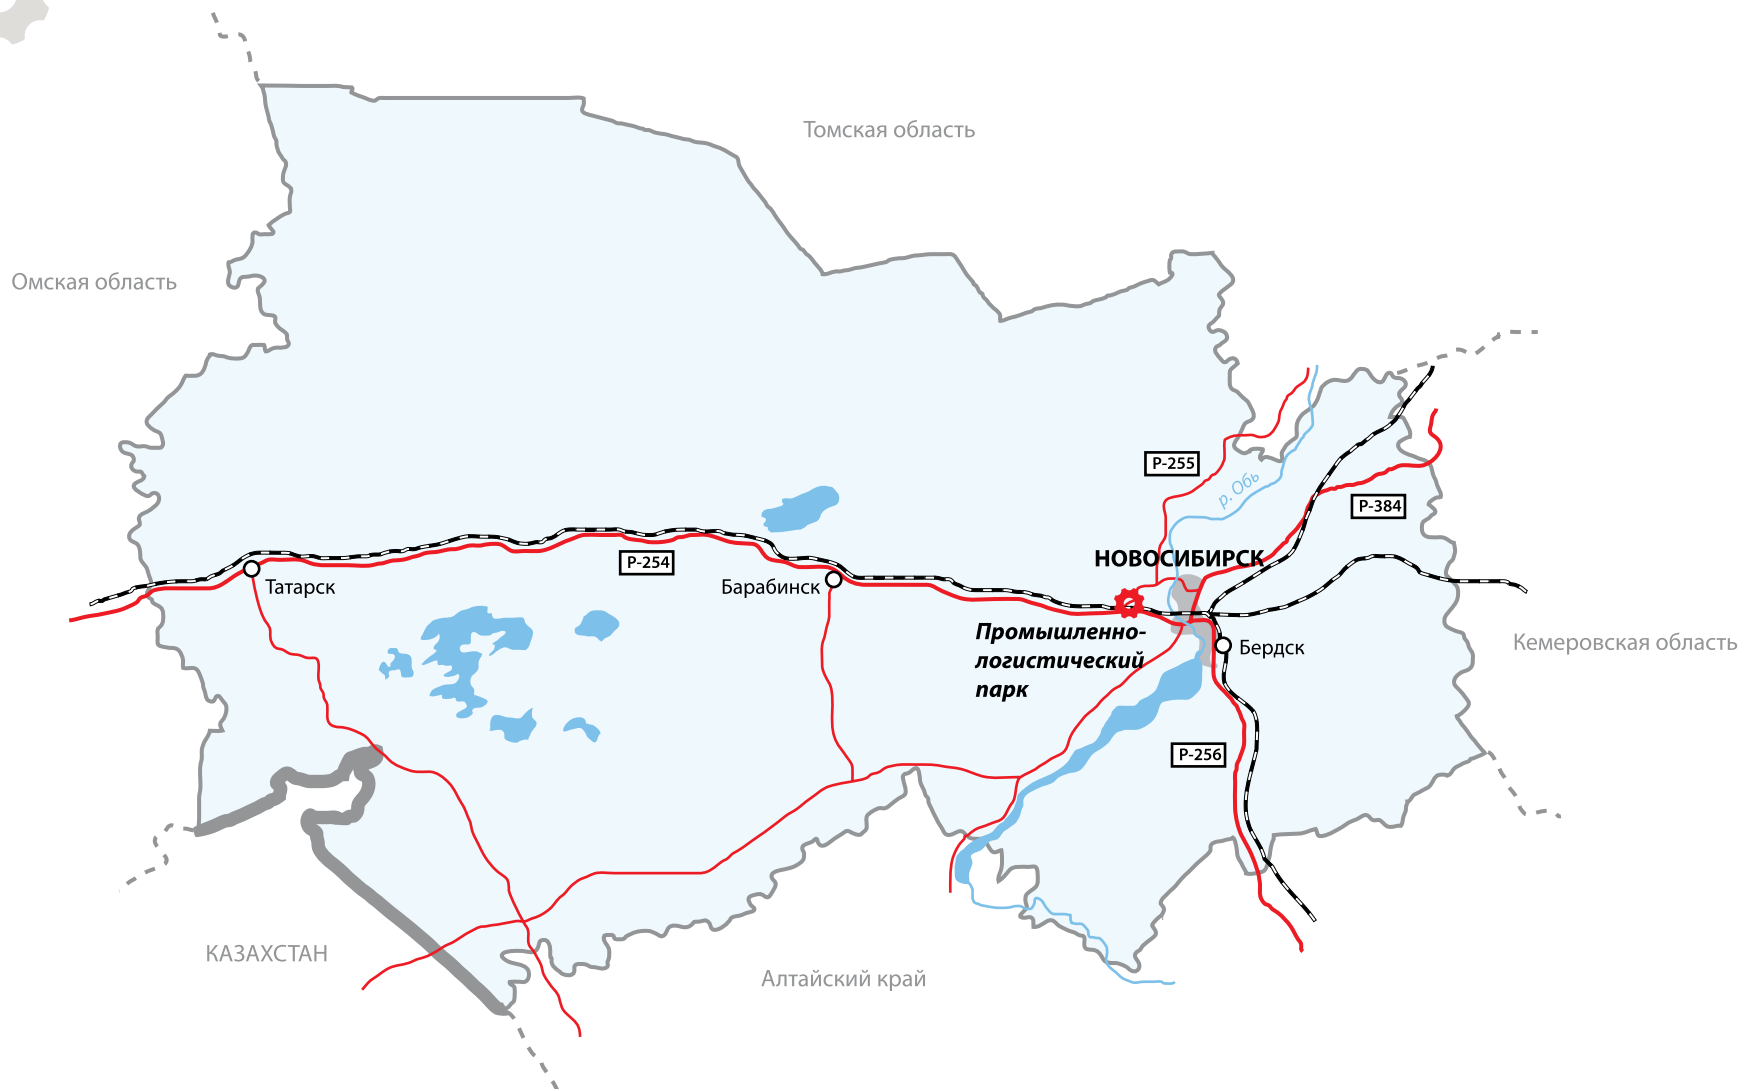 Томская область
Омская область
Р-255
р. Обь
Р-384
НОВОСИБИРСК
Р-254
Татарск
Барабинск
Промышленно-
логистический
парк
Бердск
Кемеровская область
Р-256
КАЗАХСТАН
Алтайский край